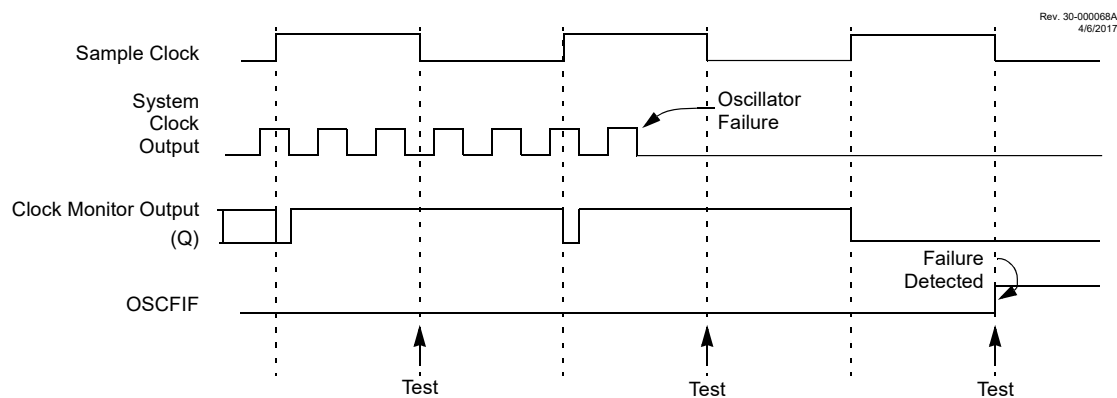 Rev. 30-000068A
4/6/2017
Sample Clock
System
Clock
Output
Oscillator
Failure
Clock Monitor Output
(Q)
Failure
Detected
OSCFIF
Test
Test
Test